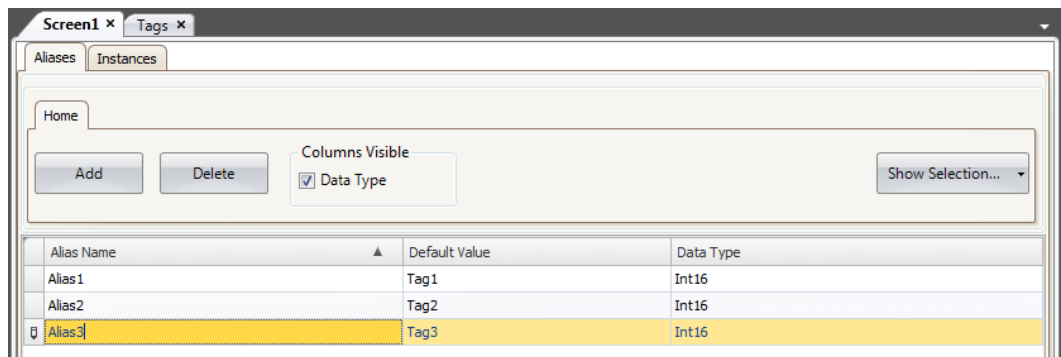 Screen1 × Tags ×
Aliases Instances
Home
Add Delete Columns Visible
Data Type
Show Selection...
Alias Name Default Value Data Type
Alias1 Tag1 Int16
Alias2 Tag2 Int16
Alias3 Tag3 Int16